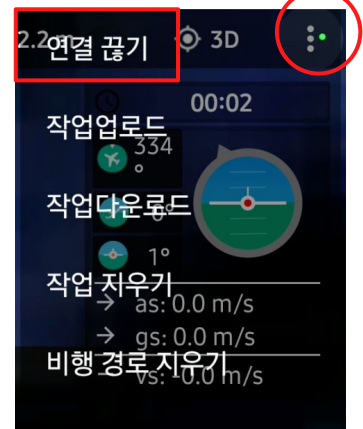 2.2 m
3D
연결 끊기
00:02
작업업로드
334
°
작업다운로드
0°
1°
작업 지우기
as: 0.0 m/s
gs: 0.0 m/s
비행 경로 지우기
vs: -0.0 m/s